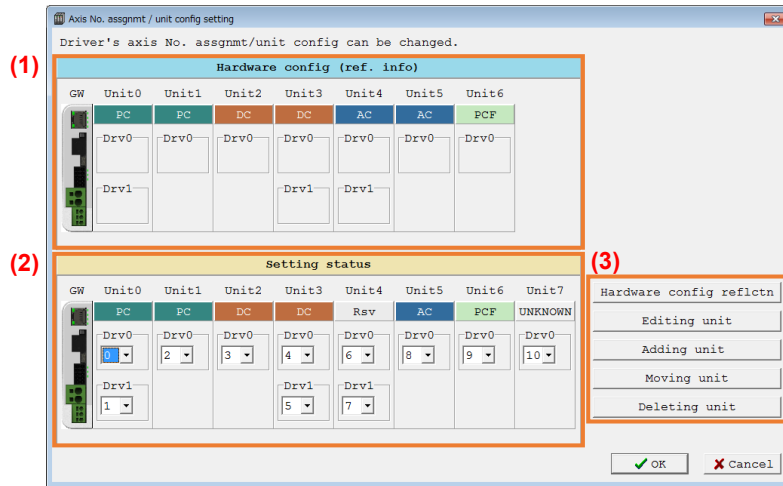 Axis No. assgnmt / unit config setting
Driver's axis No. assgnmt/unit config can be changed.
(1)
Hardware config (ref. info)
GW Unit0 Unit1 Unit2 Unit3 Unit4 Unit5 Unit6
PC PC DC DC AC AC PCF
Drv0 Drv0 Drv0 Drv0 Drv0 Drv0 Drv0
Drv1 Drv1 Drv1
(2)
Setting status
(3)
GW Unit0 Unit1 Unit2 Unit3 Unit4 Unit5 Unit6 Unit7
PC PC DC DC Rsv AC PCF UNKNOWN
Drv0 Drv0 Drv0 Drv0 Drv0 Drv0 Drv0 Drv0
0 2 3 4 6 8 9 10
Drv1 Drv1 Drv1
1 5 7
Hardware config reflctn
Editing unit
Adding unit
Moving unit
Deleting unit
OK Cancel